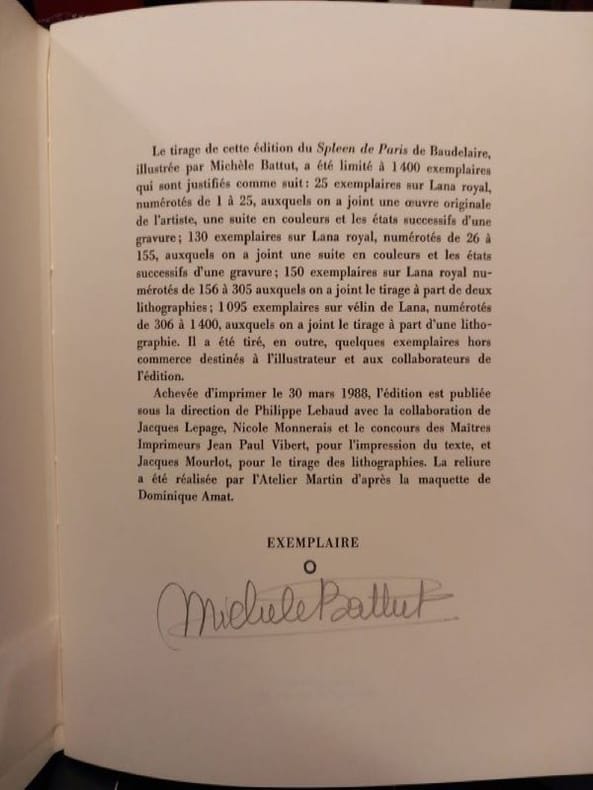 Le tirage de cette édition du Spleen de Paris de Baudelaire,
illustrée par Michèle Battut, a été limité à 1 400 exemplaires
qui sont justifiés comme suit : 25 exemplaires sur Lana royal,
numérotés de 1 à 25, auxquels on a joint une œuvre originale
de l'artiste, une suite en couleurs et les états successifs d'une
gravure ; 130 exemplaires sur Lana royal, numérotés de 26 à
155, auxquels on a joint une suite en couleurs et les états
successifs d'une gravure ; 150 exemplaires sur Lana royal nu-
mérotés de 156 à 305 auxquels on a joint le tirage à part de deux
lithographies ; 1 095 exemplaires sur vélin de Lana, numérotés
de 306 à 1 400, auxquels on a joint le tirage à part d'une litho-
graphie. Il a été tiré, en outre, quelques exemplaires hors
commerce destinés à l'illustrateur et aux collaborateurs de
l'édition.
Achevée d'imprimer le 30 mars 1988, l'édition est publiée
sous la direction de Philippe Lebaud avec la collaboration de
Jacques Lepage, Nicole Monnerais et le concours des Maîtres
Imprimeurs Jean Paul Vibert, pour l'impression du texte, et
Jacques Mourlot, pour le tirage des lithographies. La reliure
a été réalisée par l'Atelier Martin d'après la maquette de
Dominique Amat.
EXEMPLAIRE
O
Michele Battut